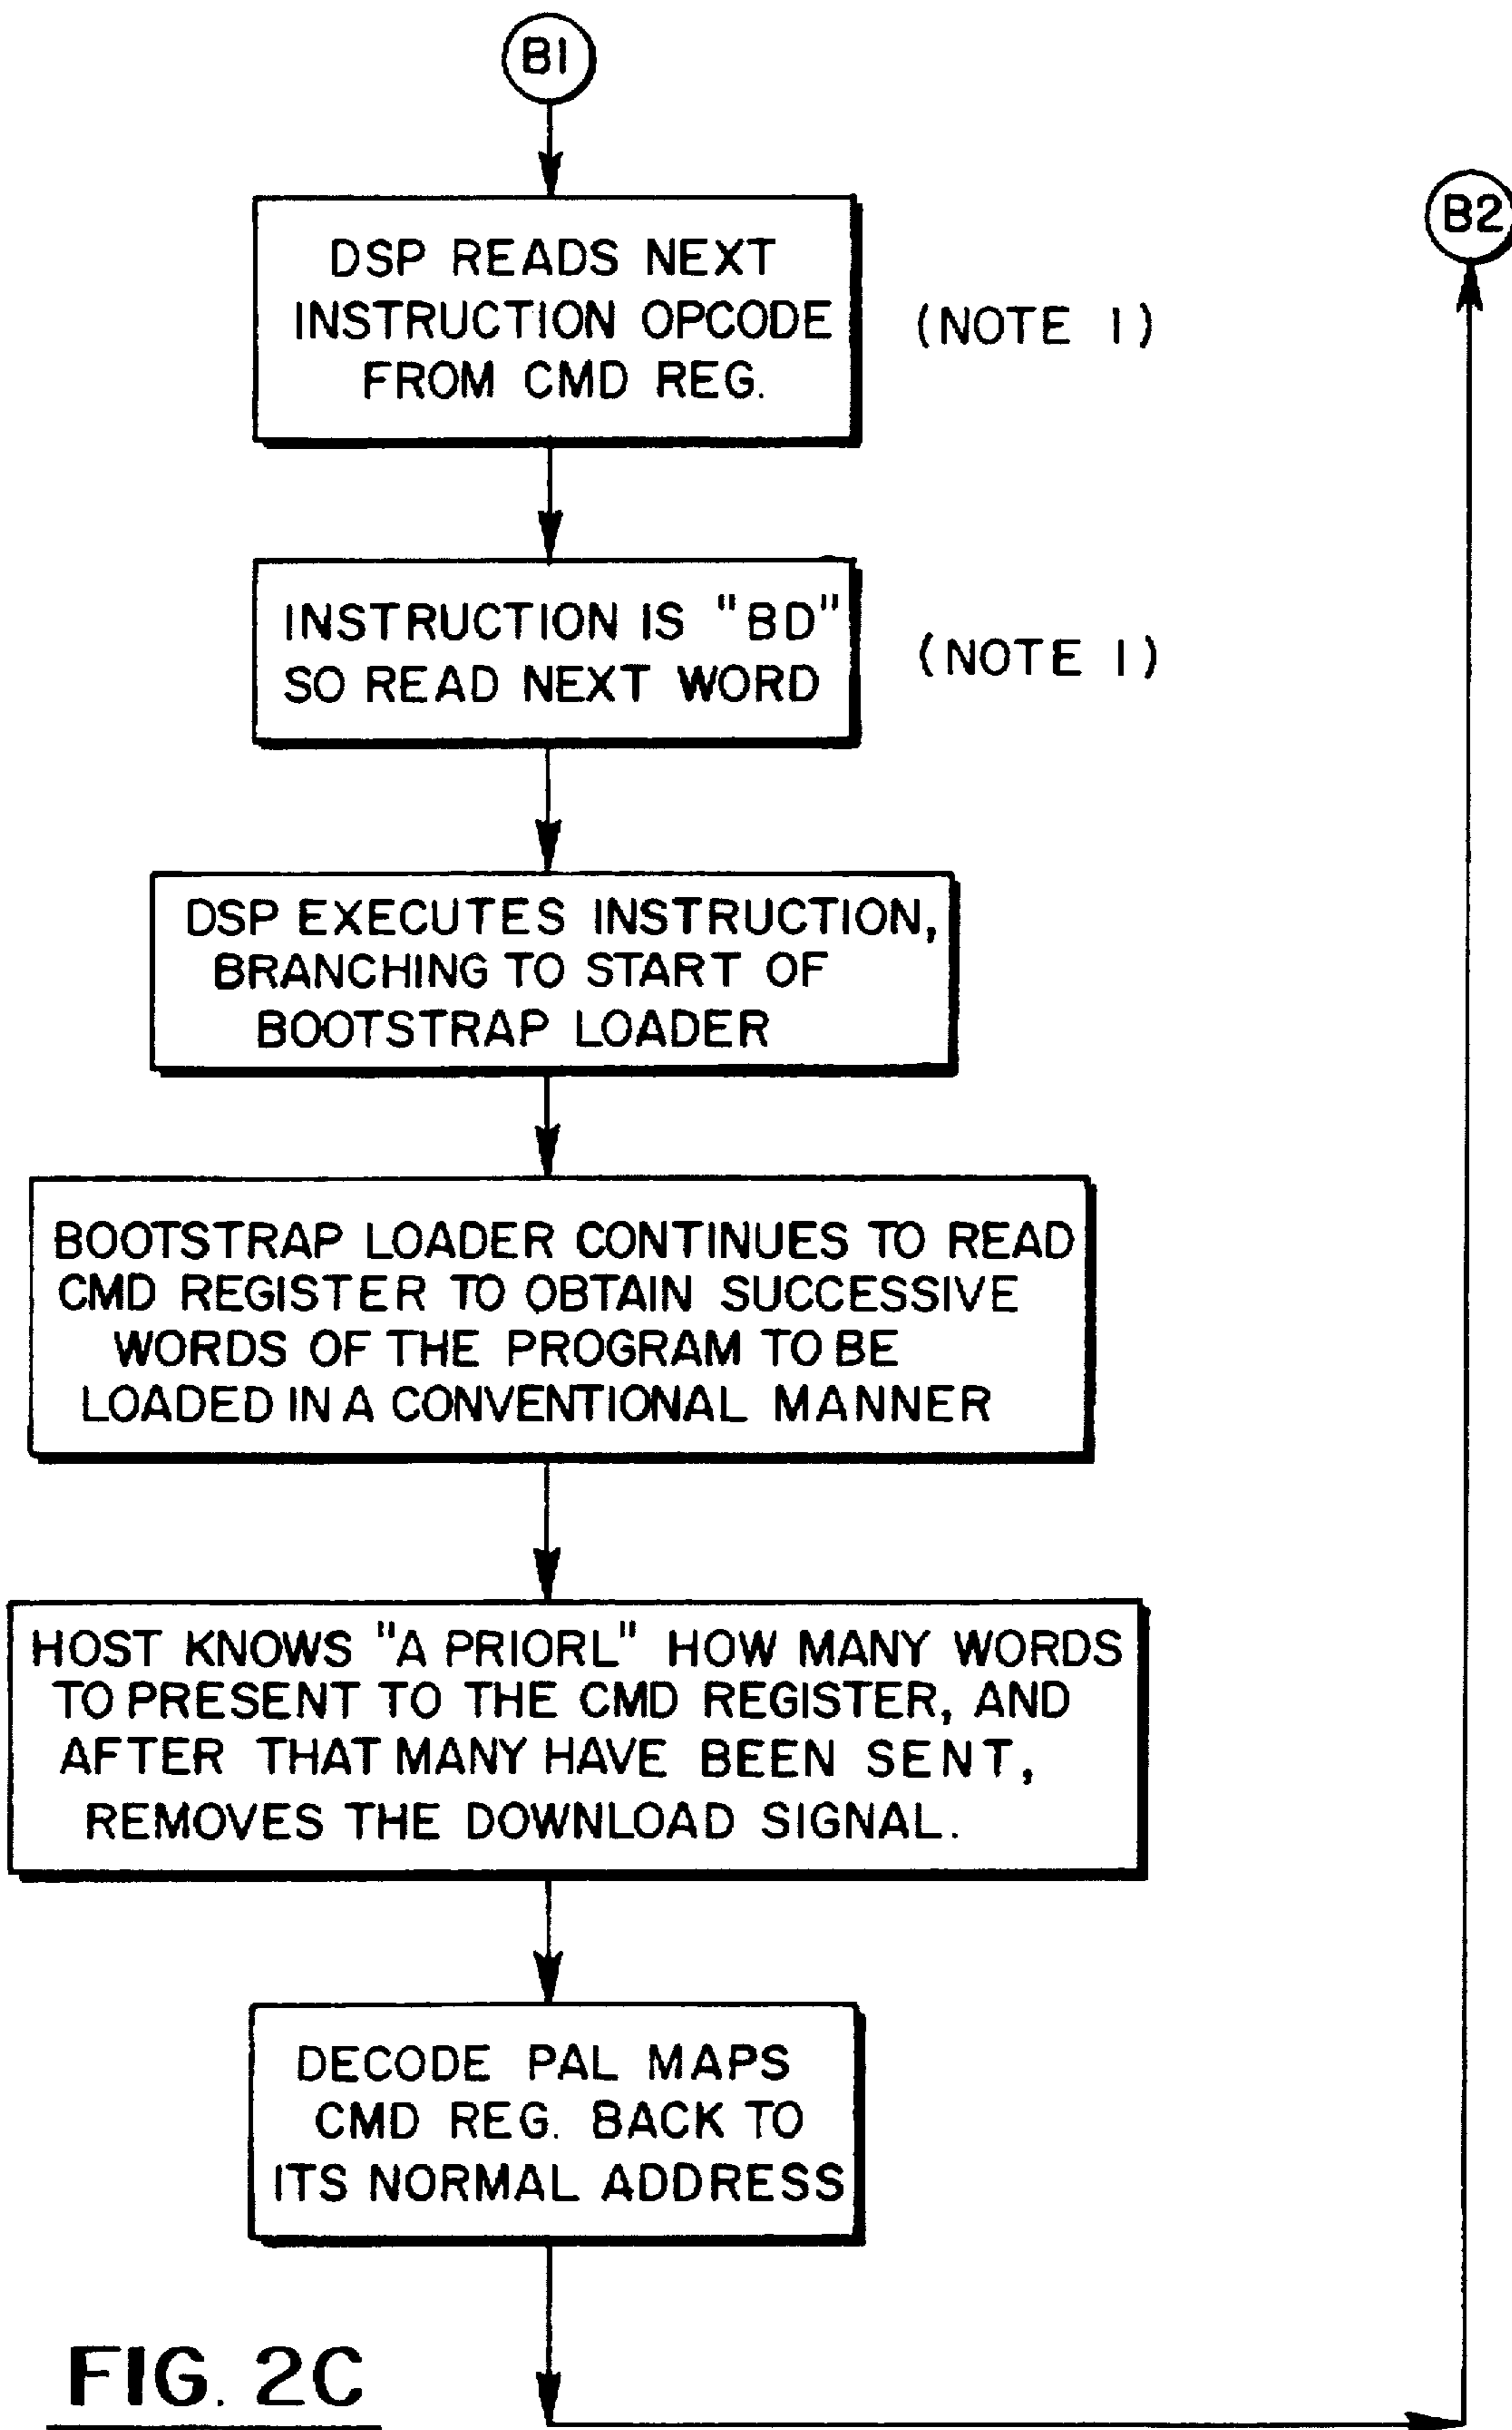 B1
DSP READS NEXT
INSTRUCTION OPCODE
FROM CMD REG.
(NOTE 1)
B2
INSTRUCTION IS "BD"
SO READ NEXT WORD
(NOTE 1)
DSP EXECUTES INSTRUCTION,
BRANCHING TO START OF
BOOTSTRAP LOADER
BOOTSTRAP LOADER CONTINUES TO READ
CMD REGISTER TO OBTAIN SUCCESSIVE
WORDS OF THE PROGRAM TO BE
LOADED IN A CONVENTIONAL MANNER
HOST KNOWS "A PRIORL" HOW MANY WORDS
TO PRESENT TO THE CMD REGISTER, AND
AFTER THAT MANY HAVE BEEN SENT,
REMOVES THE DOWNLOAD SIGNAL.
DECODE PAL MAPS
CMD REG. BACK TO
ITS NORMAL ADDRESS
FIG. 2C